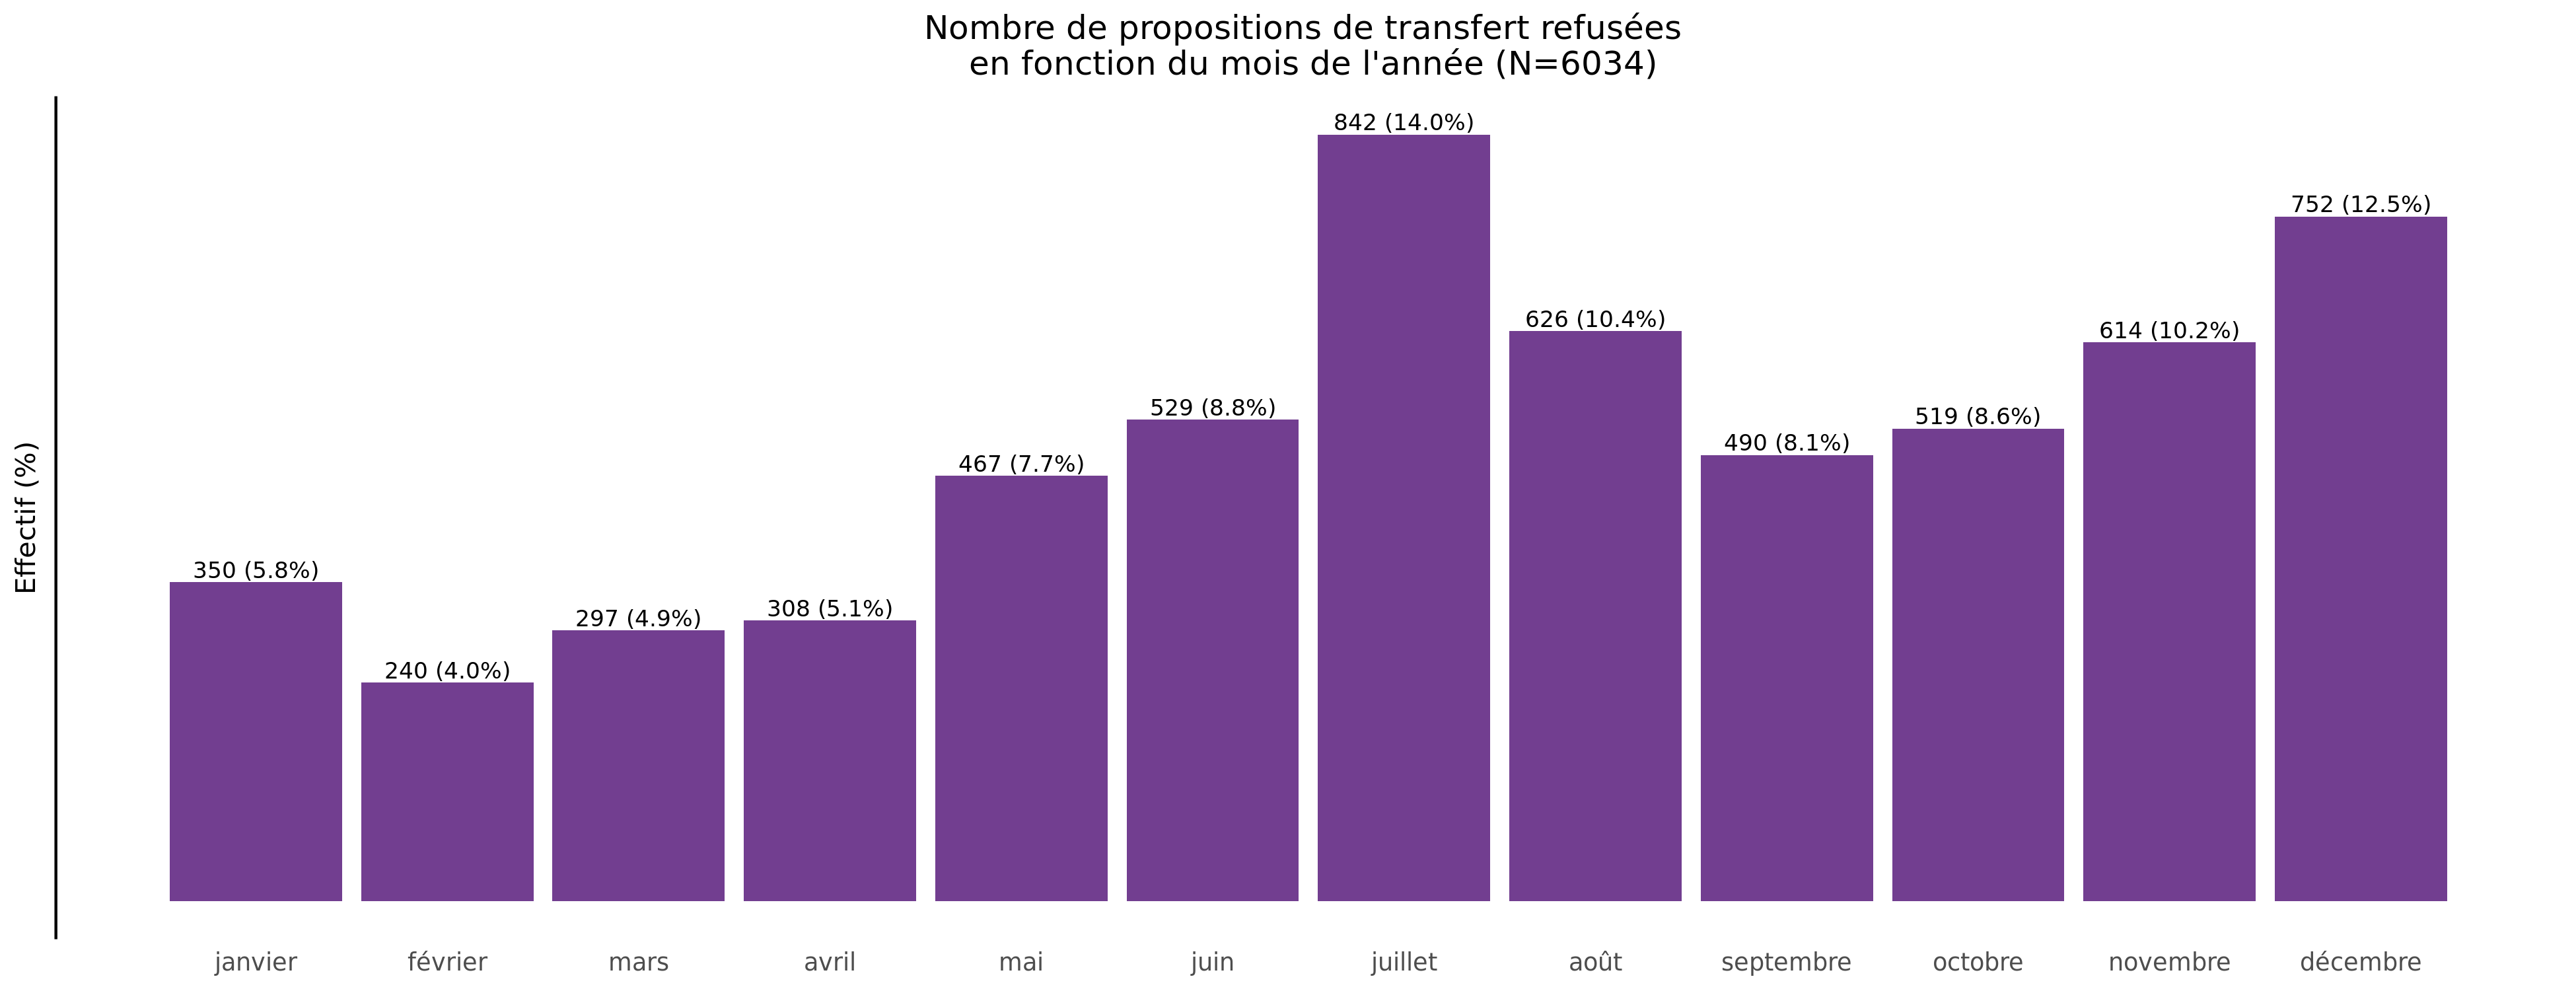 Nombre de propositions de transfert refusées
en fonction du mois de l'année (N=6034)
Effectif (%)
350 (5.8%)
240 (4.0%)
297 (4.9%)
308 (5.1%)
467 (7.7%)
529 (8.8%)
842 (14.0%)
626 (10.4%)
490 (8.1%)
519 (8.6%)
614 (10.2%)
752 (12.5%)
janvier
février
mars
avril
mai
juin
juillet
août
septembre
octobre
novembre
décembre